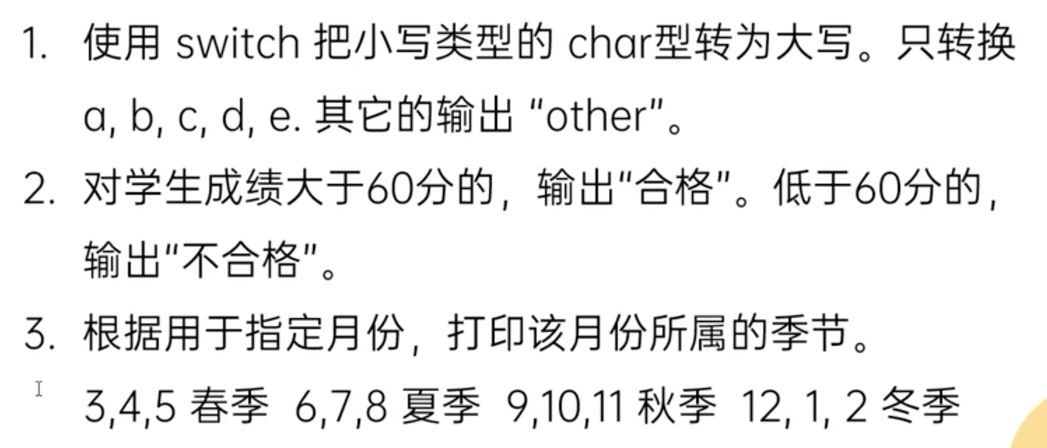 1. 使用 switch 把小写类型的 char型转为大写。只转换
a, b, c, d, e. 其它的输出 “other”。
2. 对学生成绩大于60分的，输出“合格”。低于60分的，
输出“不合格”。
3. 根据用于指定月份，打印该月份所属的季节。
3,4,5 春季 6,7,8 夏季 9,10,11 秋季 12, 1, 2 冬季